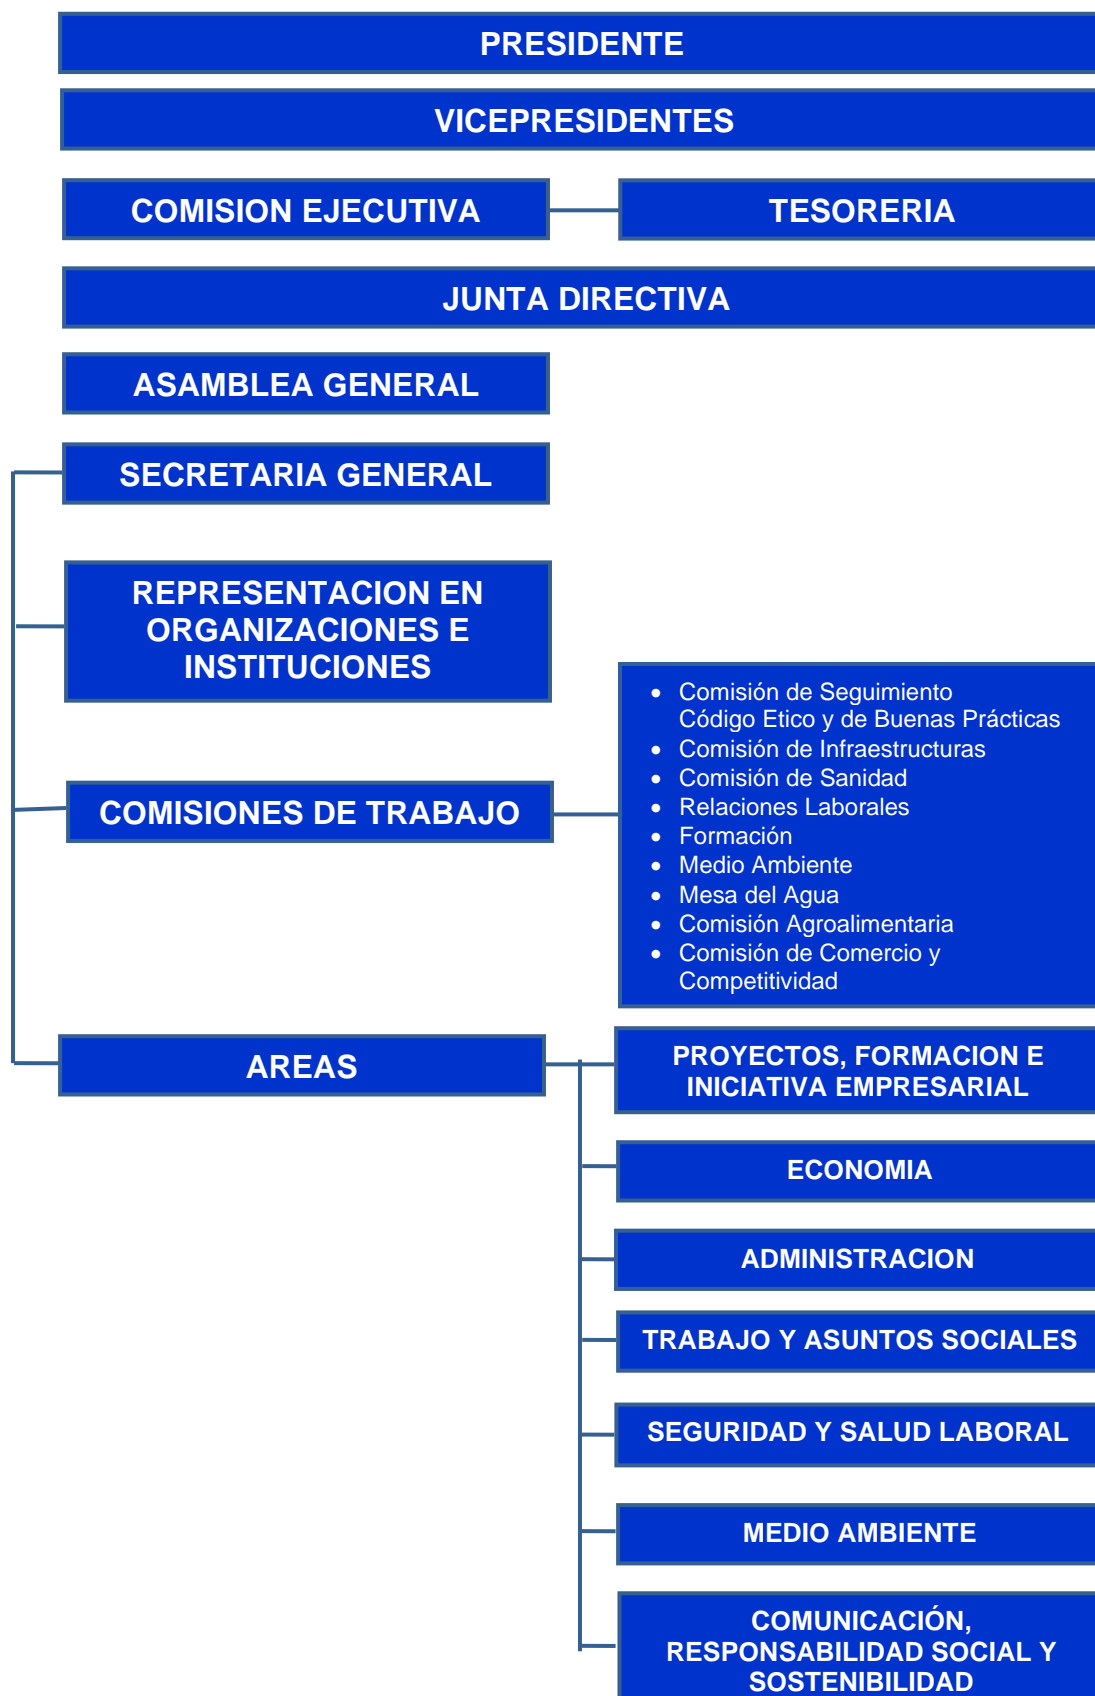 PRESIDENTE
VICEPRESIDENTES
COMISION EJECUTIVA
TESORERIA
JUNTA DIRECTIVA
ASAMBLEA GENERAL
SECRETARIA GENERAL
REPRESENTACION EN
ORGANIZACIONES E
INSTITUCIONES
COMISIONES DE TRABAJO
• Comisión de Seguimiento
Código Etico y de Buenas Prácticas
• Comisión de Infraestructuras
• Comisión de Sanidad
• Relaciones Laborales
• Formación
• Medio Ambiente
• Mesa del Agua
• Comisión Agroalimentaria
• Comisión de Comercio y
Competitividad
AREAS
PROYECTOS, FORMACION E
INICIATIVA EMPRESARIAL
ECONOMIA
ADMINISTRACION
TRABAJO Y ASUNTOS SOCIALES
SEGURIDAD Y SALUD LABORAL
MEDIO AMBIENTE
COMUNICACIÓN,
RESPONSABILIDAD SOCIAL Y
SOSTENIBILIDAD